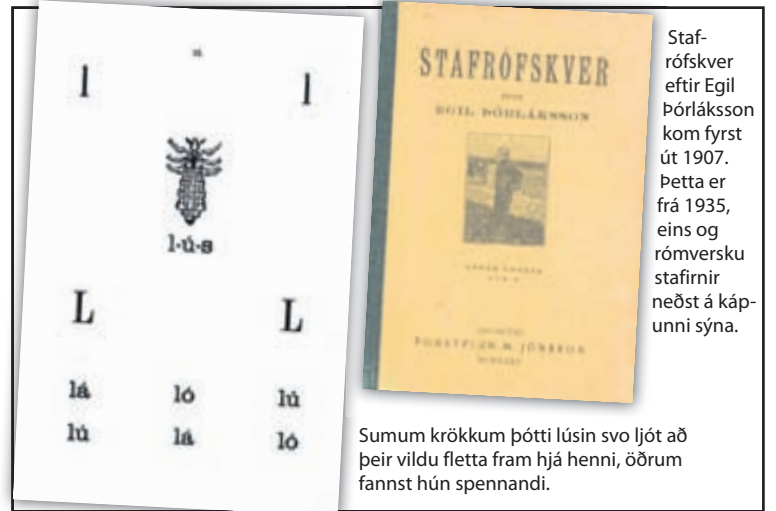 l l
l-ú-s
L L
lá ló lú
lú lá ló
STAFRÓFSKVER
EGIL ÞÓRLÁKSSON
ÞORSTEINN M. JÓNSSON
Staf-
rófskver
eftir Egil
Þórláksson
kom fyrst
út 1907.
Þetta er
frá 1935,
eins og
rómversku
stafirnir
neðst á káp-
unni sýna.
Sumum krökkum þótti lúsin svo ljót að
þeir vildu fletta fram hjá henni, öðrum
fannst hún spennandi.